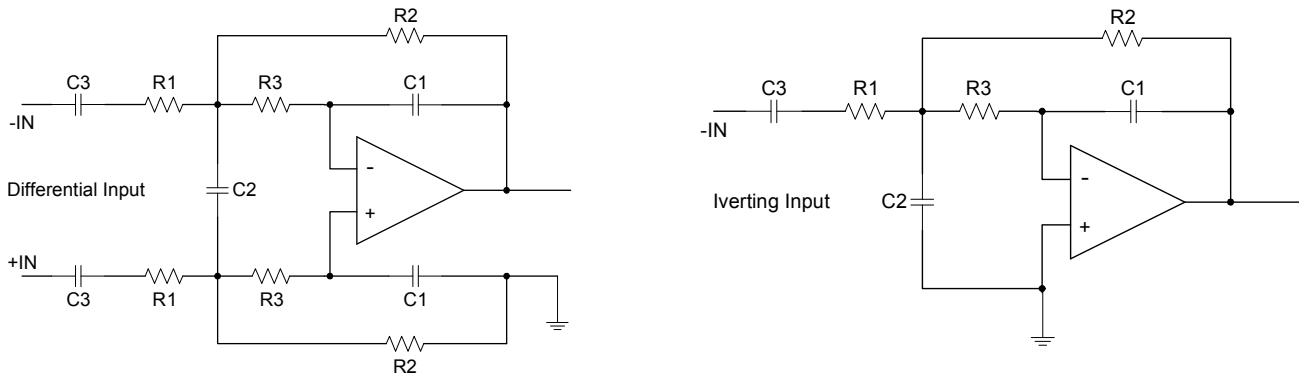 R2
C3 R1 R3 C1
-IN
-
Differential Input
C2
+
+IN
C3 R1 R3 C1
R2
R2
C3 R1 R3 C1
-IN
-
Iverting Input
C2
+